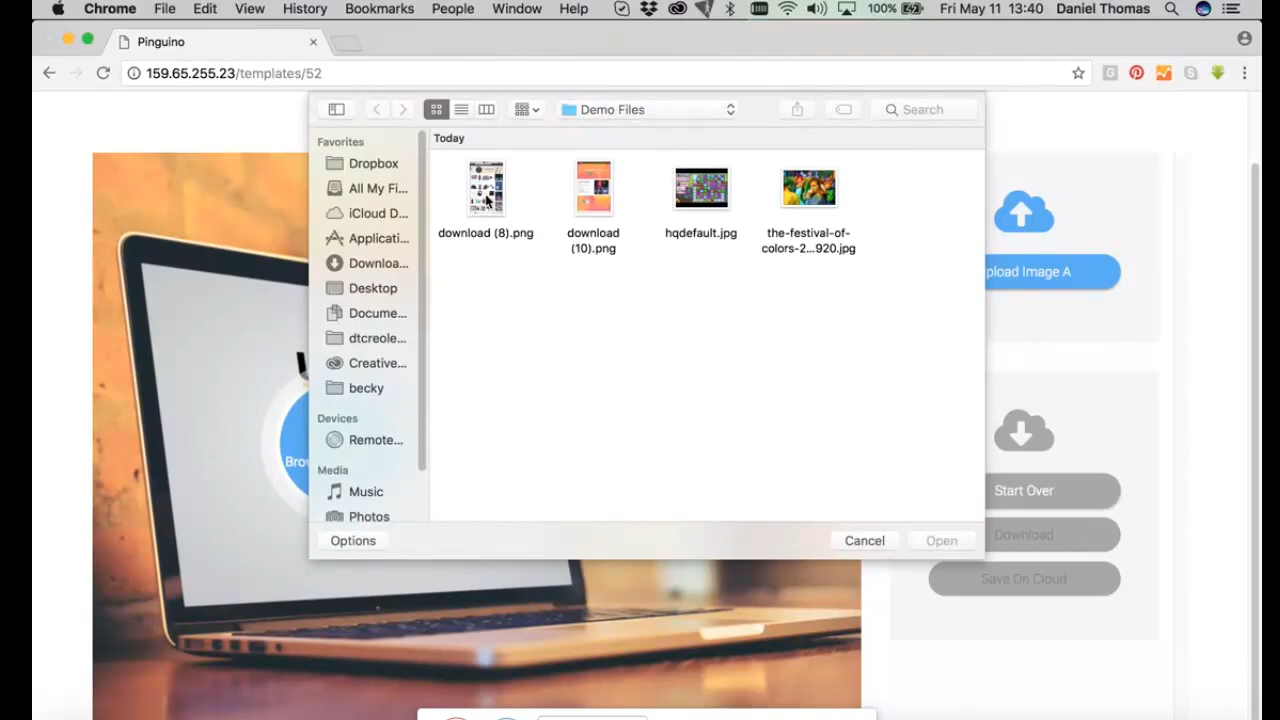 Chrome File Edit View History Bookmarks People Window Help 100% Fri May 11 13:40 Daniel Thomas
Pinguino
159.65.255.23/templates/52
Demo Files
Search
Favorites
Dropbox
All My Fi...
iCloud D...
Applicati...
Downloa...
Desktop
Docume...
dtcreole...
Creative...
becky
Devices
Remote...
Media
Music
Photos
Today
download (8).png
download
(10).png
hqdefault.jpg
the-festival-of-
colors-2...920.jpg
Options
Cancel
Open
Bro
pload Image A
Start Over
Download
Save On Cloud